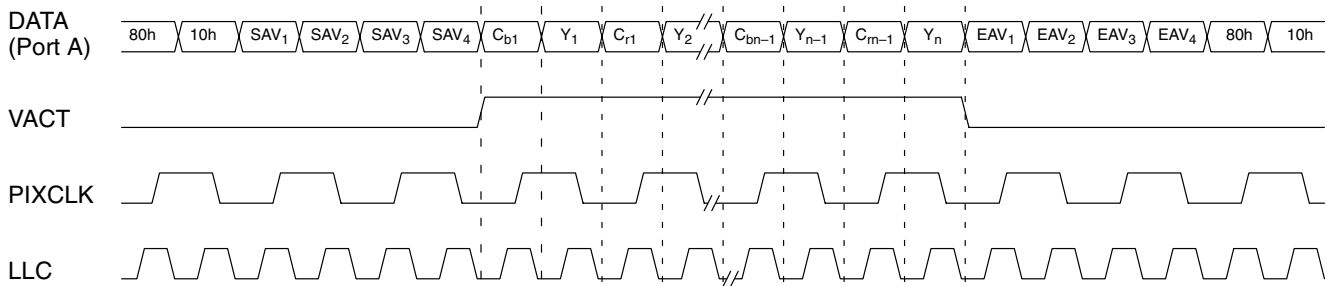 DATA
(Port A)
80h 10h SAV₁ SAV₂ SAV₃ SAV₄ Cb1 Y₁ Cr1 Y₂ Cbn–1 Yn–1 Crn–1 Yn EAV₁ EAV₂ EAV₃ EAV₄ 80h 10h
VACT
PIXCLK
LLC